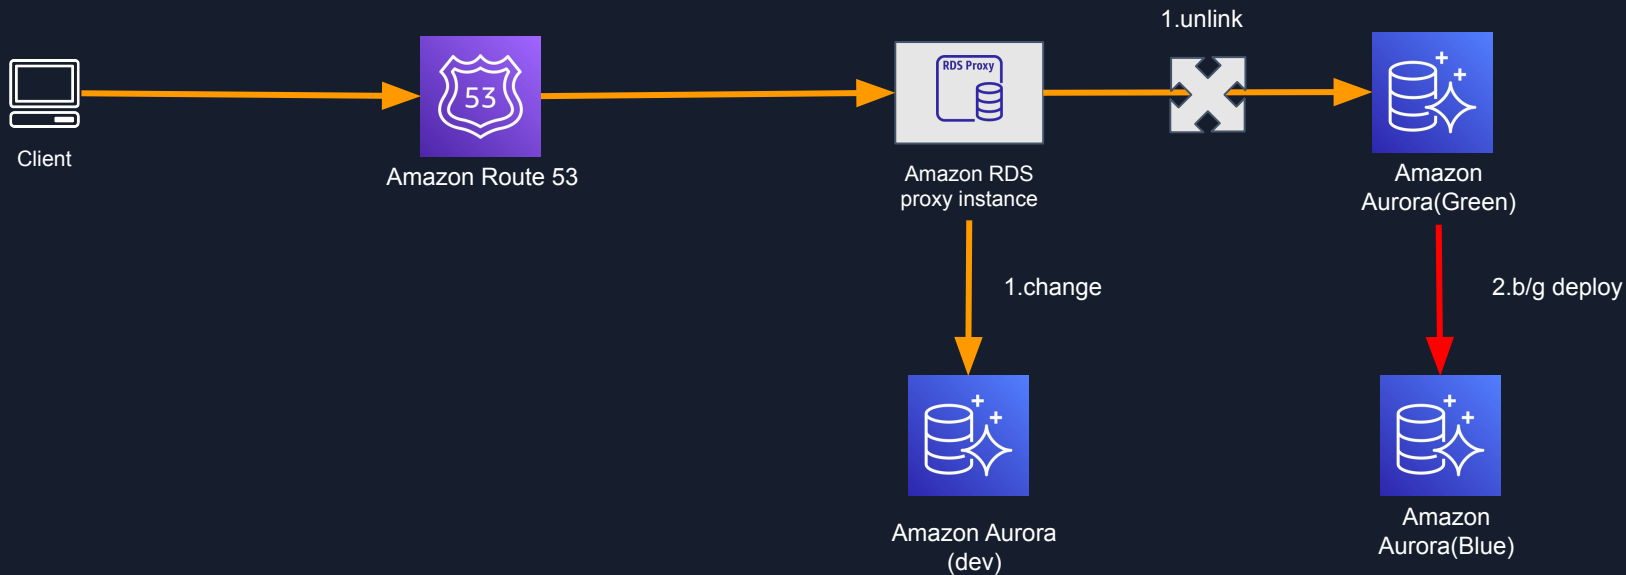 1.unlink
RDS Proxy
53
Client
Amazon Route 53
Amazon RDS
proxy instance
Amazon
Aurora(Green)
1.change
2.b/g deploy
Amazon Aurora
(dev)
Amazon
Aurora(Blue)